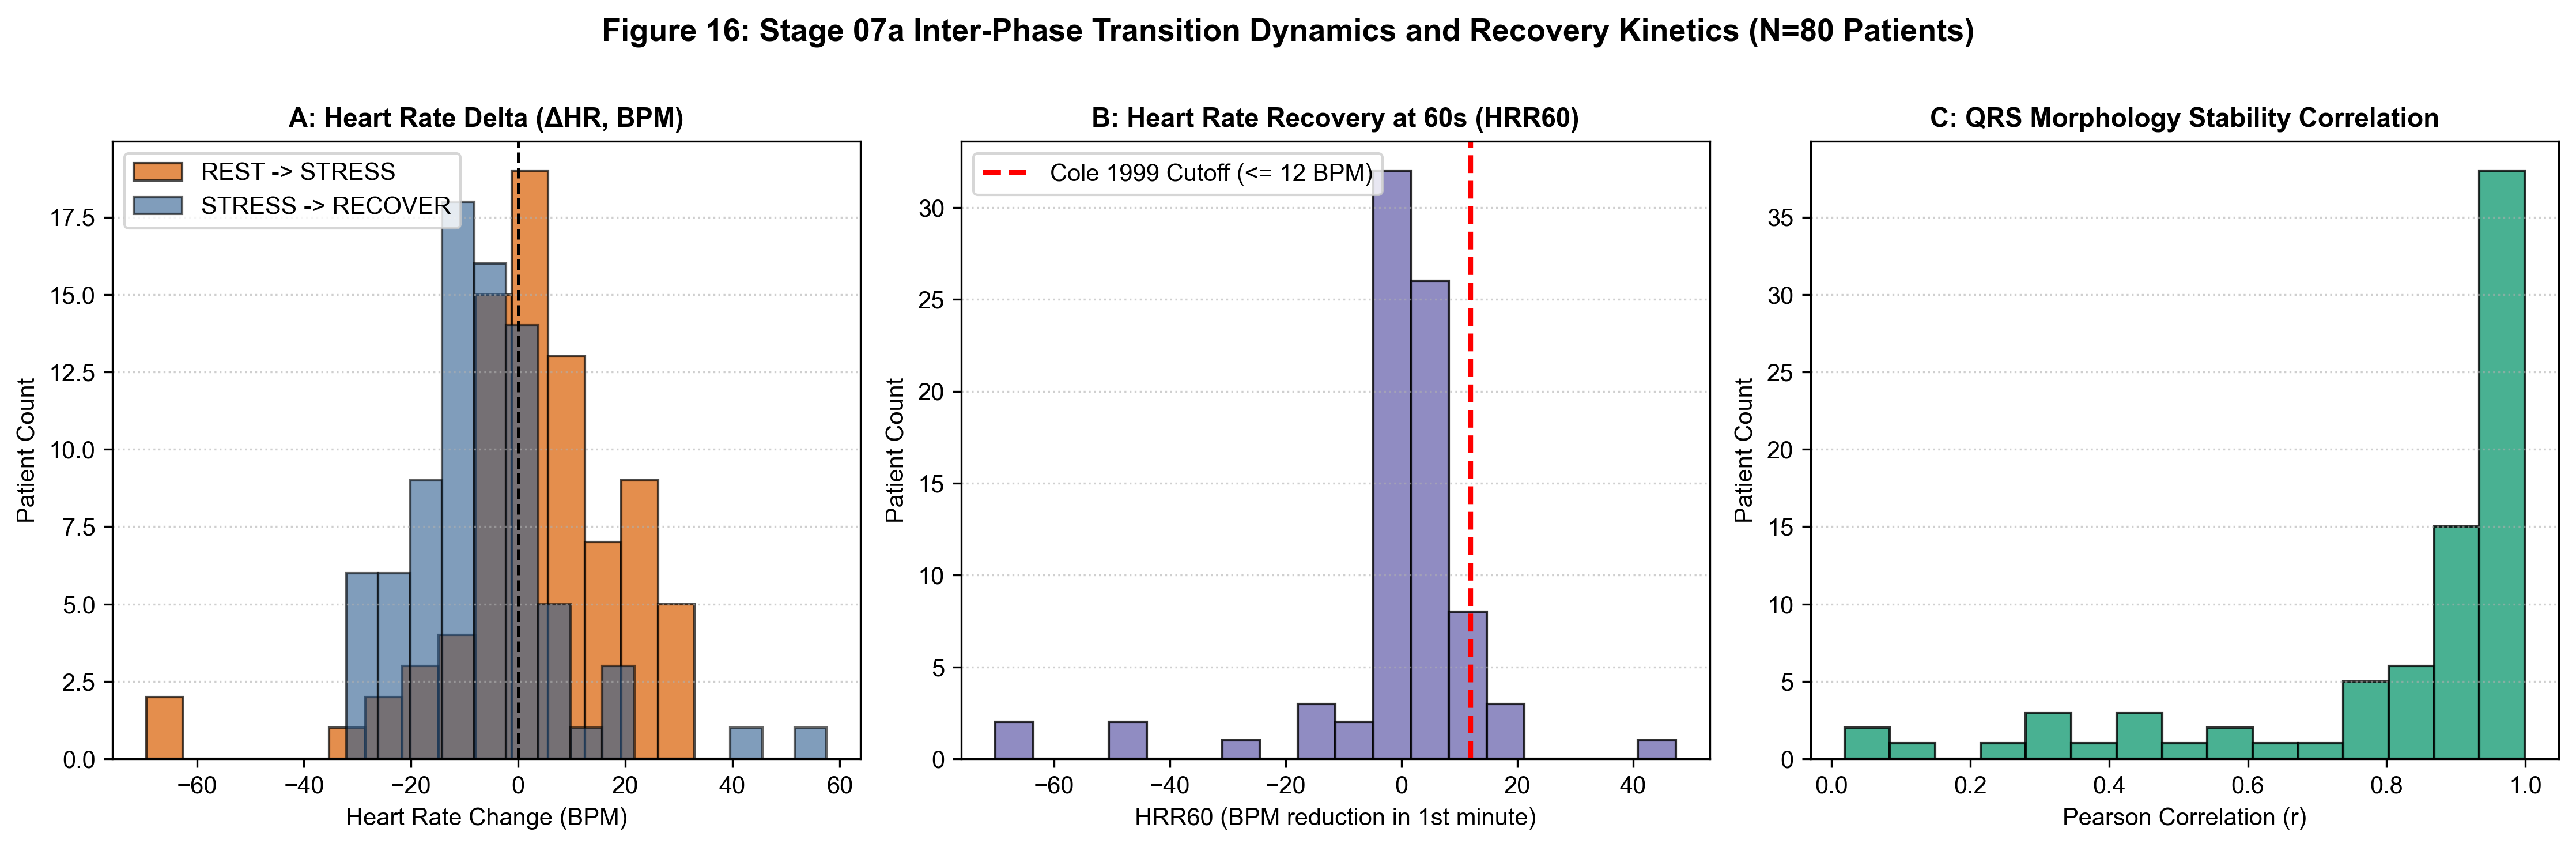 Figure 16: Stage 07a Inter-Phase Transition Dynamics and Recovery Kinetics (N=80 Patients)
A: Heart Rate Delta (ΔHR, BPM)
REST -> STRESS
STRESS -> RECOVER
Patient Count
17.5
15.0
12.5
10.0
7.5
5.0
2.5
0.0
−60 −40 −20 0 20 40 60
Heart Rate Change (BPM)
B: Heart Rate Recovery at 60s (HRR60)
Cole 1999 Cutoff (<= 12 BPM)
Patient Count
30
25
20
15
10
5
0
−60 −40 −20 0 20 40
HRR60 (BPM reduction in 1st minute)
C: QRS Morphology Stability Correlation
Patient Count
35
30
25
20
15
10
5
0
0.0 0.2 0.4 0.6 0.8 1.0
Pearson Correlation (r)